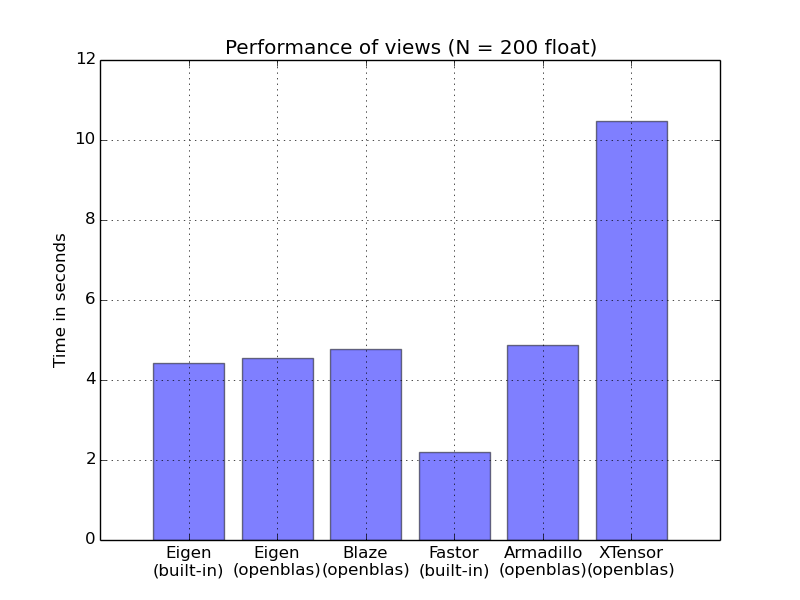 Performance of views (N = 200 float)
12
10
8
6
4
2
0
Time in seconds
Eigen
(built-in)
Eigen
(openblas)
Blaze
(openblas)
Fastor
(built-in)
Armadillo
(openblas)
XTensor
(openblas)